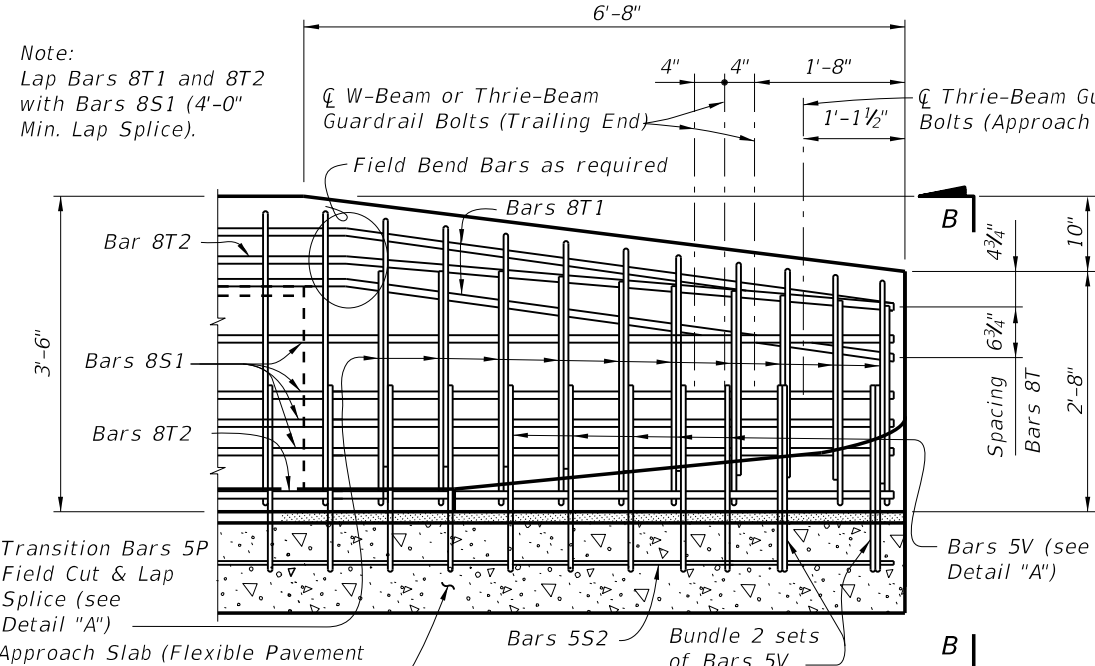 6'-8"
Note:
Lap Bars 8T1 and 8T2
with Bars 8S1 (4'-0"
Min. Lap Splice).
4"
4"
1'-8"
℄ W-Beam or Thrie-Beam
Guardrail Bolts (Trailing End)
℄ Thrie-Beam Gu
Bolts (Approach
1'-1½"
Field Bend Bars as required
Bars 8T1
B
Bar 8T2
10"
4¾"
3'-6"
6¾"
Bars 8S1
2'-8"
Spacing
Bars 8T
Bars 8T2
Transition Bars 5P
Field Cut & Lap
Splice (see
Detail "A")
Bars 5V (see
Detail "A")
Bars 5S2
Bundle 2 sets
of Bars 5V
B
Approach Slab (Flexible Pavement